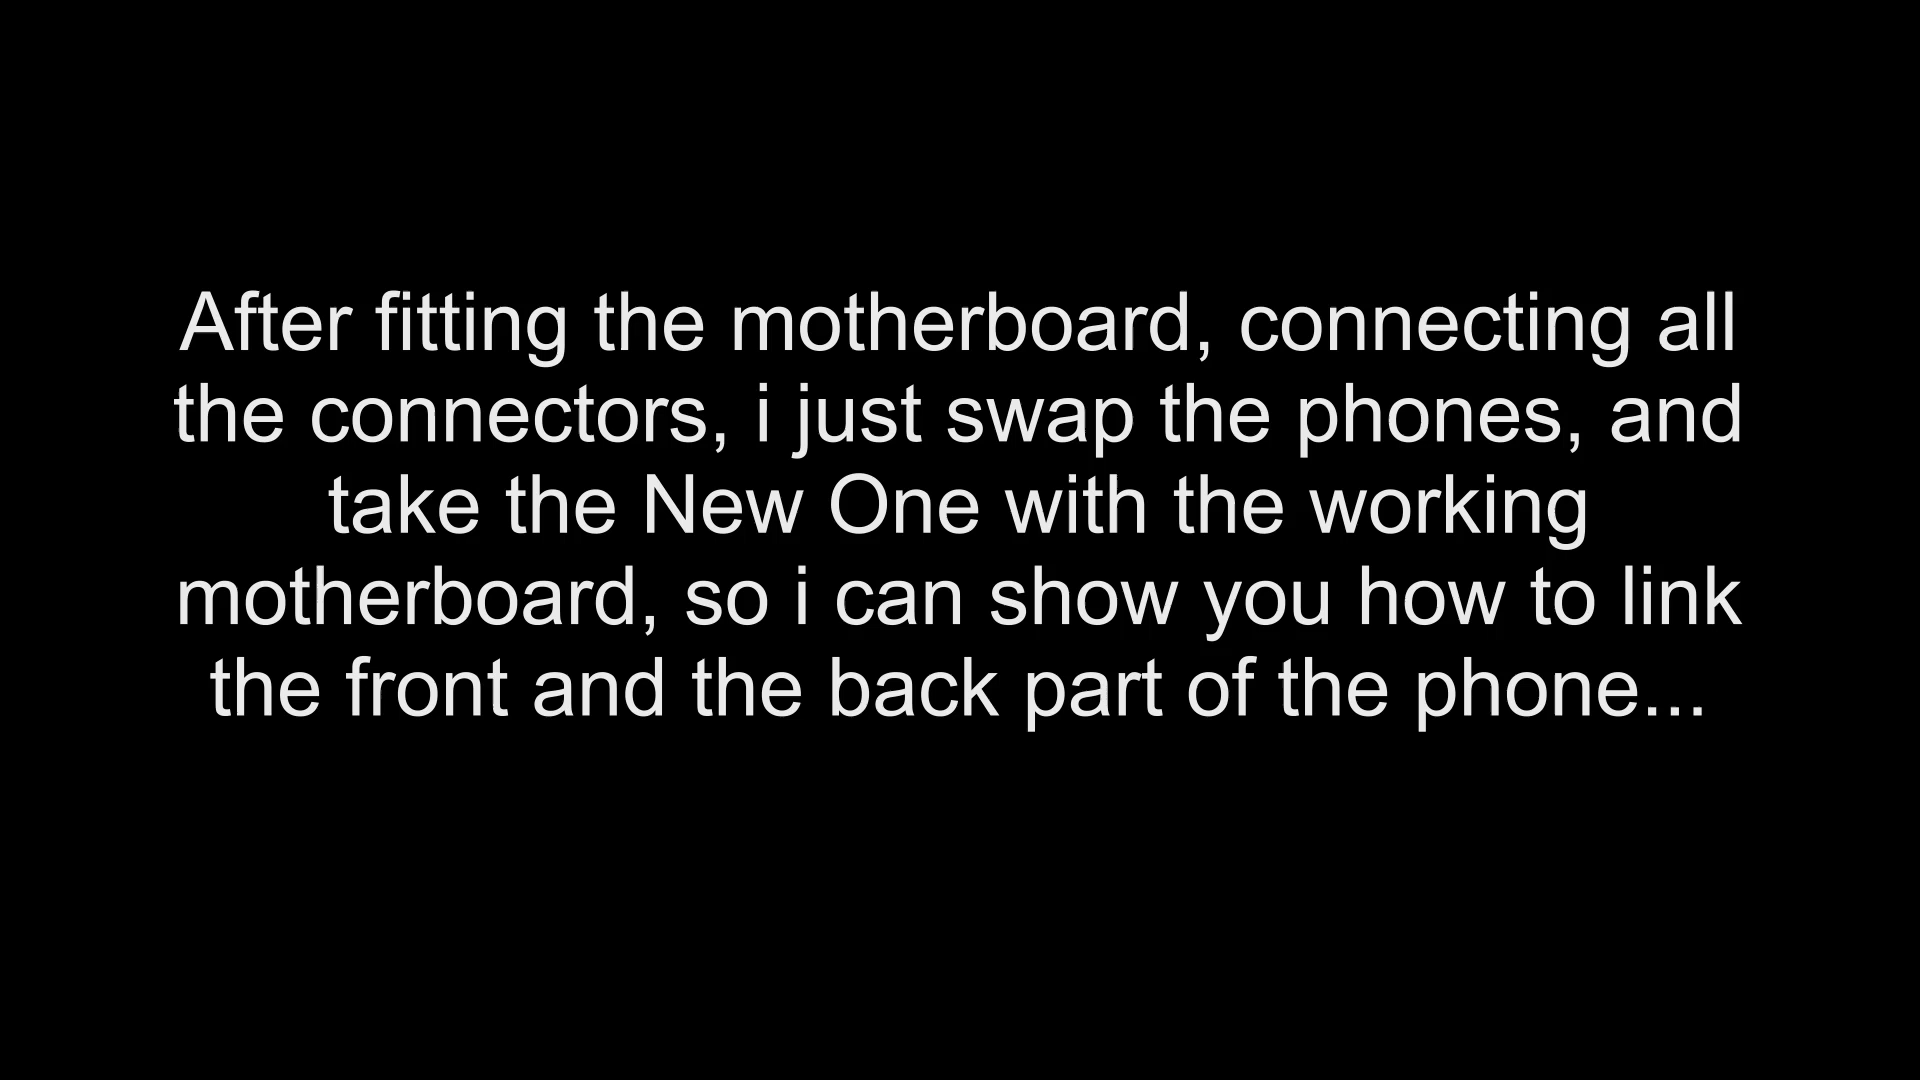 After fitting the motherboard, connecting all
the connectors, i just swap the phones, and
take the New One with the working
motherboard, so i can show you how to link
the front and the back part of the phone...